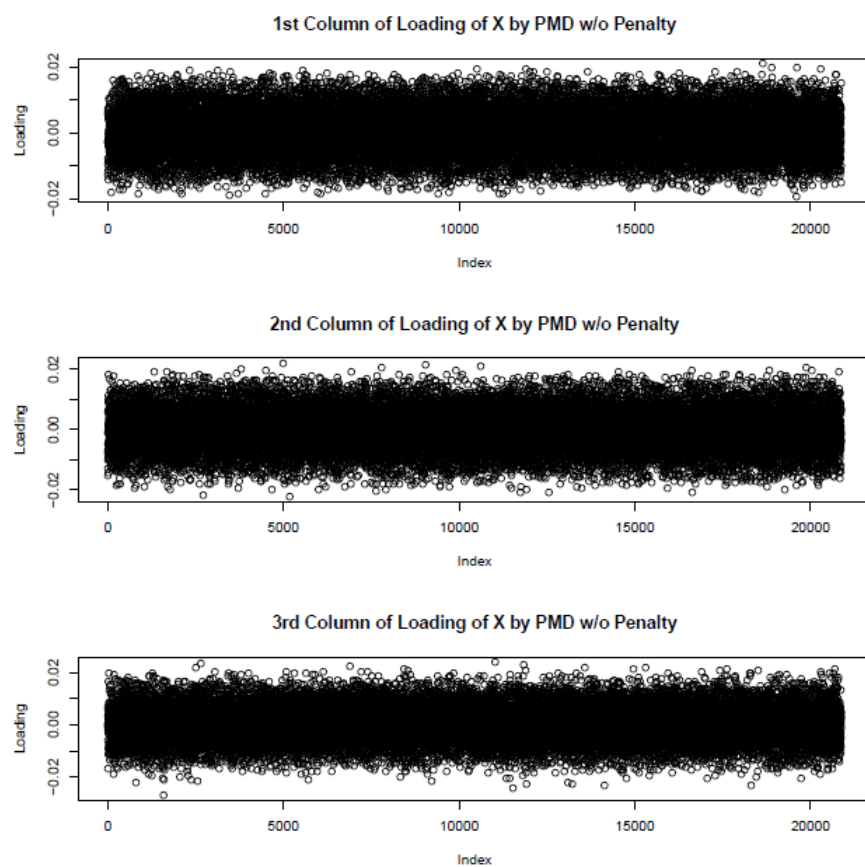 1st Column of Loading of X by PMD w/o Penalty
Loading
0.02
0.00
−0.02
0 5000 10000 15000 20000
Index
2nd Column of Loading of X by PMD w/o Penalty
Loading
0.02
0.00
−0.02
0 5000 10000 15000 20000
Index
3rd Column of Loading of X by PMD w/o Penalty
Loading
0.02
0.00
−0.02
0 5000 10000 15000 20000
Index